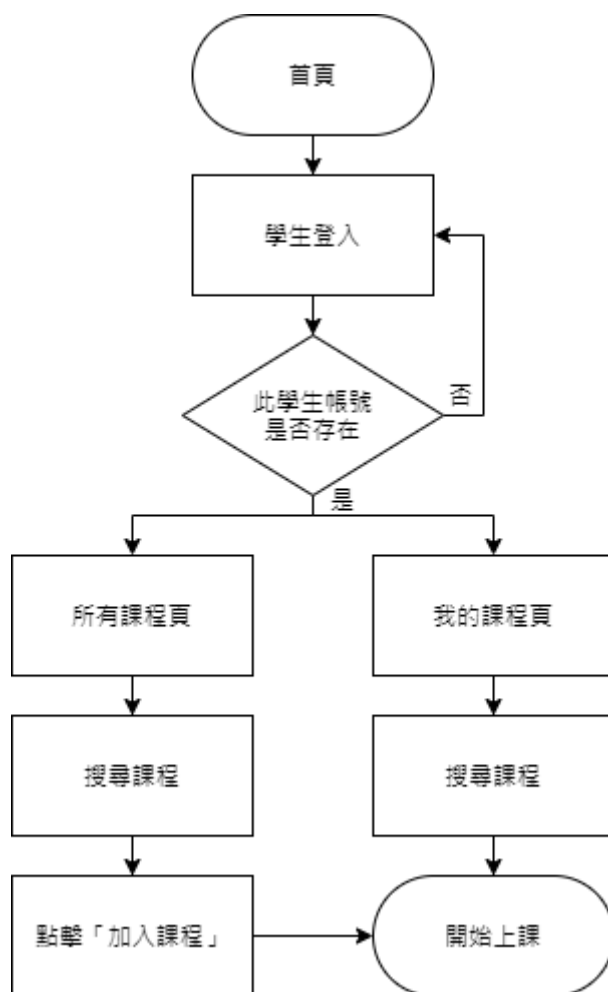 首頁
學生登入
此學生帳號
是否存在
否
是
所有課程頁
我的課程頁
搜尋課程
搜尋課程
點擊「加入課程」
開始上課